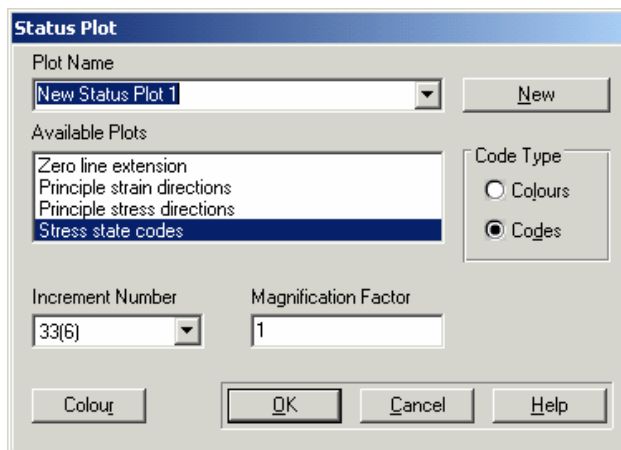 Status Plot
Plot Name
New Status Plot 1
New
Available Plots
Zero line extension
Principle strain directions
Principle stress directions
Stress state codes
Code Type
Colours
Codes
Increment Number
Magnification Factor
33(6)
1
Colour
OK
Cancel
Help